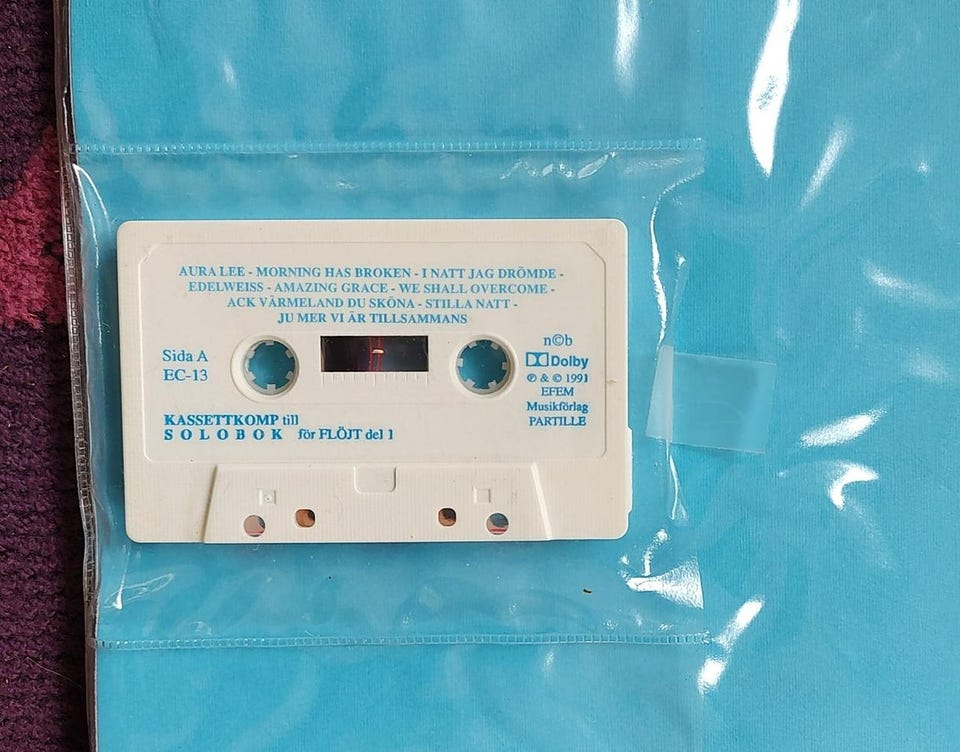 AURA LEE - MORNING HAS BROKEN - I NATT JAG DRÖMDE -
EDELWEISS - AMAZING GRACE - WE SHALL OVERCOME -
ACK VÄRMELAND DU SKÖNA - STILLA NATT -
JU MER VI ÄR TILLSAMMANS
Sida A
EC-13
n©b
Dolby
℗ & © 1991
EFEM
Musikförlag
PARTILLE
KASSETTKOMP till
SOLOBOK för FLÖJT del 1